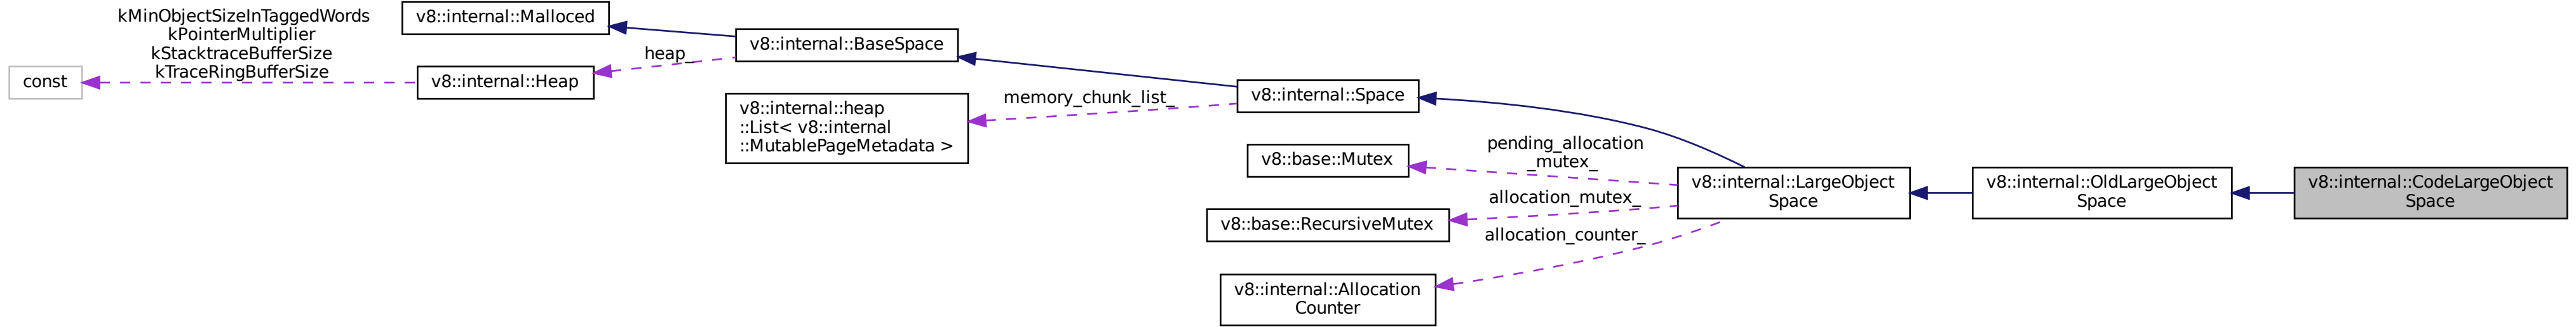 kMinObjectSizeInTaggedWords
kPointerMultiplier
kStacktraceBufferSize
kTraceRingBufferSize
const
v8::internal::Malloced
v8::internal::Heap
heap_
v8::internal::BaseSpace
v8::internal::heap
::List< v8::internal
::MutablePageMetadata >
memory_chunk_list_
v8::internal::Space
v8::base::Mutex
v8::base::RecursiveMutex
v8::internal::Allocation
Counter
pending_allocation
_mutex_
allocation_mutex_
allocation_counter_
v8::internal::LargeObject
Space
v8::internal::OldLargeObject
Space
v8::internal::CodeLargeObject
Space